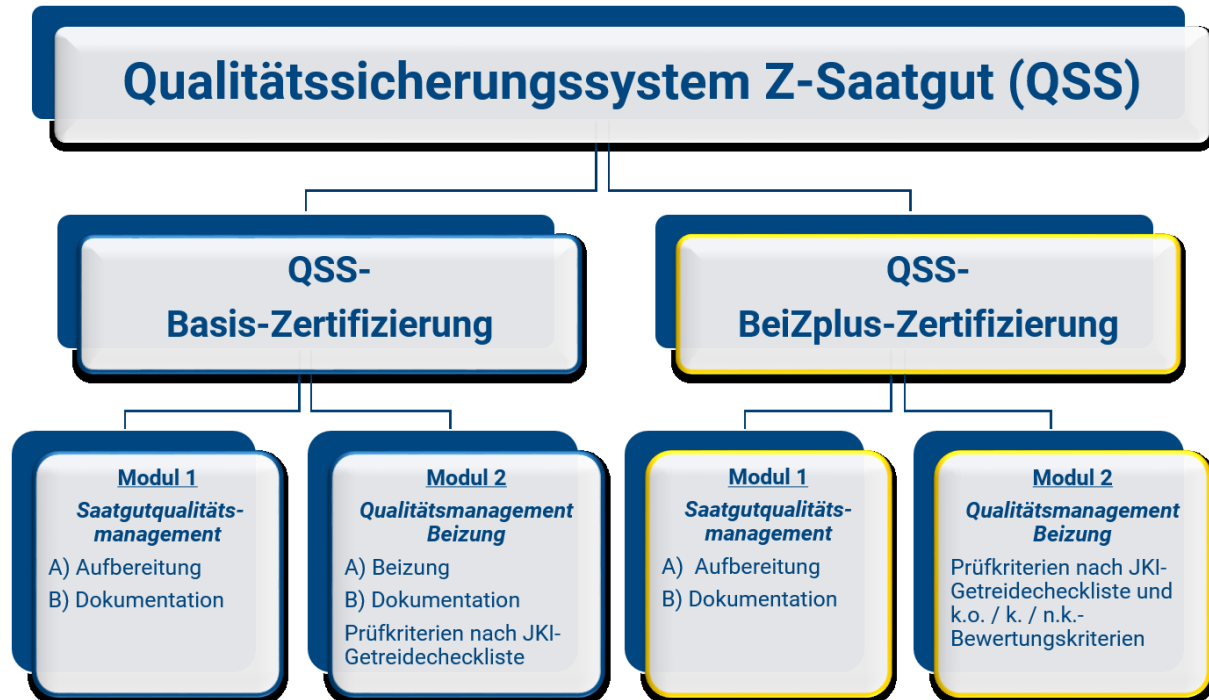 Qualitätssicherungssystem Z-Saatgut (QSS)
QSS-
Basis-Zertifizierung
QSS-
BeiZplus-Zertifizierung
Modul 1
Saatgutqualitäts-
management
A) Aufbereitung
B) Dokumentation
Modul 2
Qualitätsmanagement
Beizung
A) Beizung
B) Dokumentation
Prüfkriterien nach JKI-
Getreidecheckliste
Modul 1
Saatgutqualitäts-
management
A) Aufbereitung
B) Dokumentation
Modul 2
Qualitätsmanagement
Beizung
Prüfkriterien nach JKI-
Getreidecheckliste und
k.o. / k. / n.k.-
Bewertungskriterien